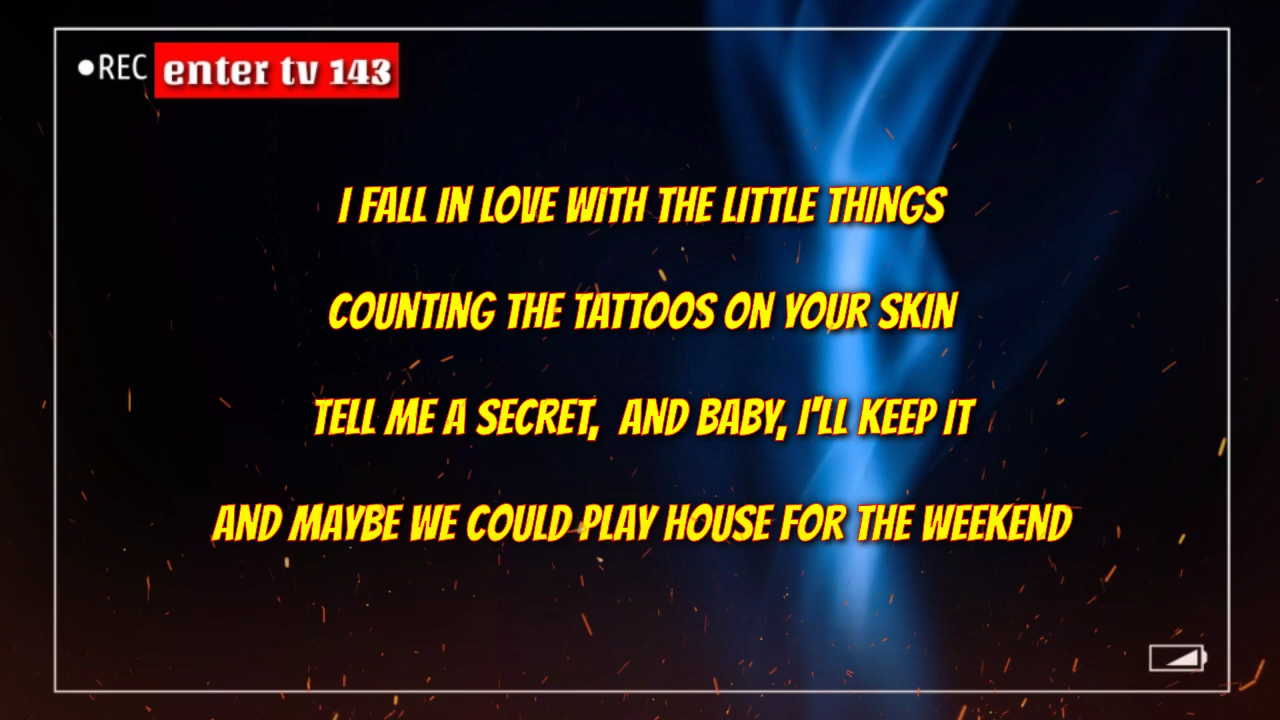 •REC enter tv 143
I FALL IN LOVE WITH THE LITTLE THINGS
COUNTING THE TATTOOS ON YOUR SKIN
TELL ME A SECRET, AND BABY, I'LL KEEP IT
AND MAYBE WE COULD PLAY HOUSE FOR THE WEEKEND